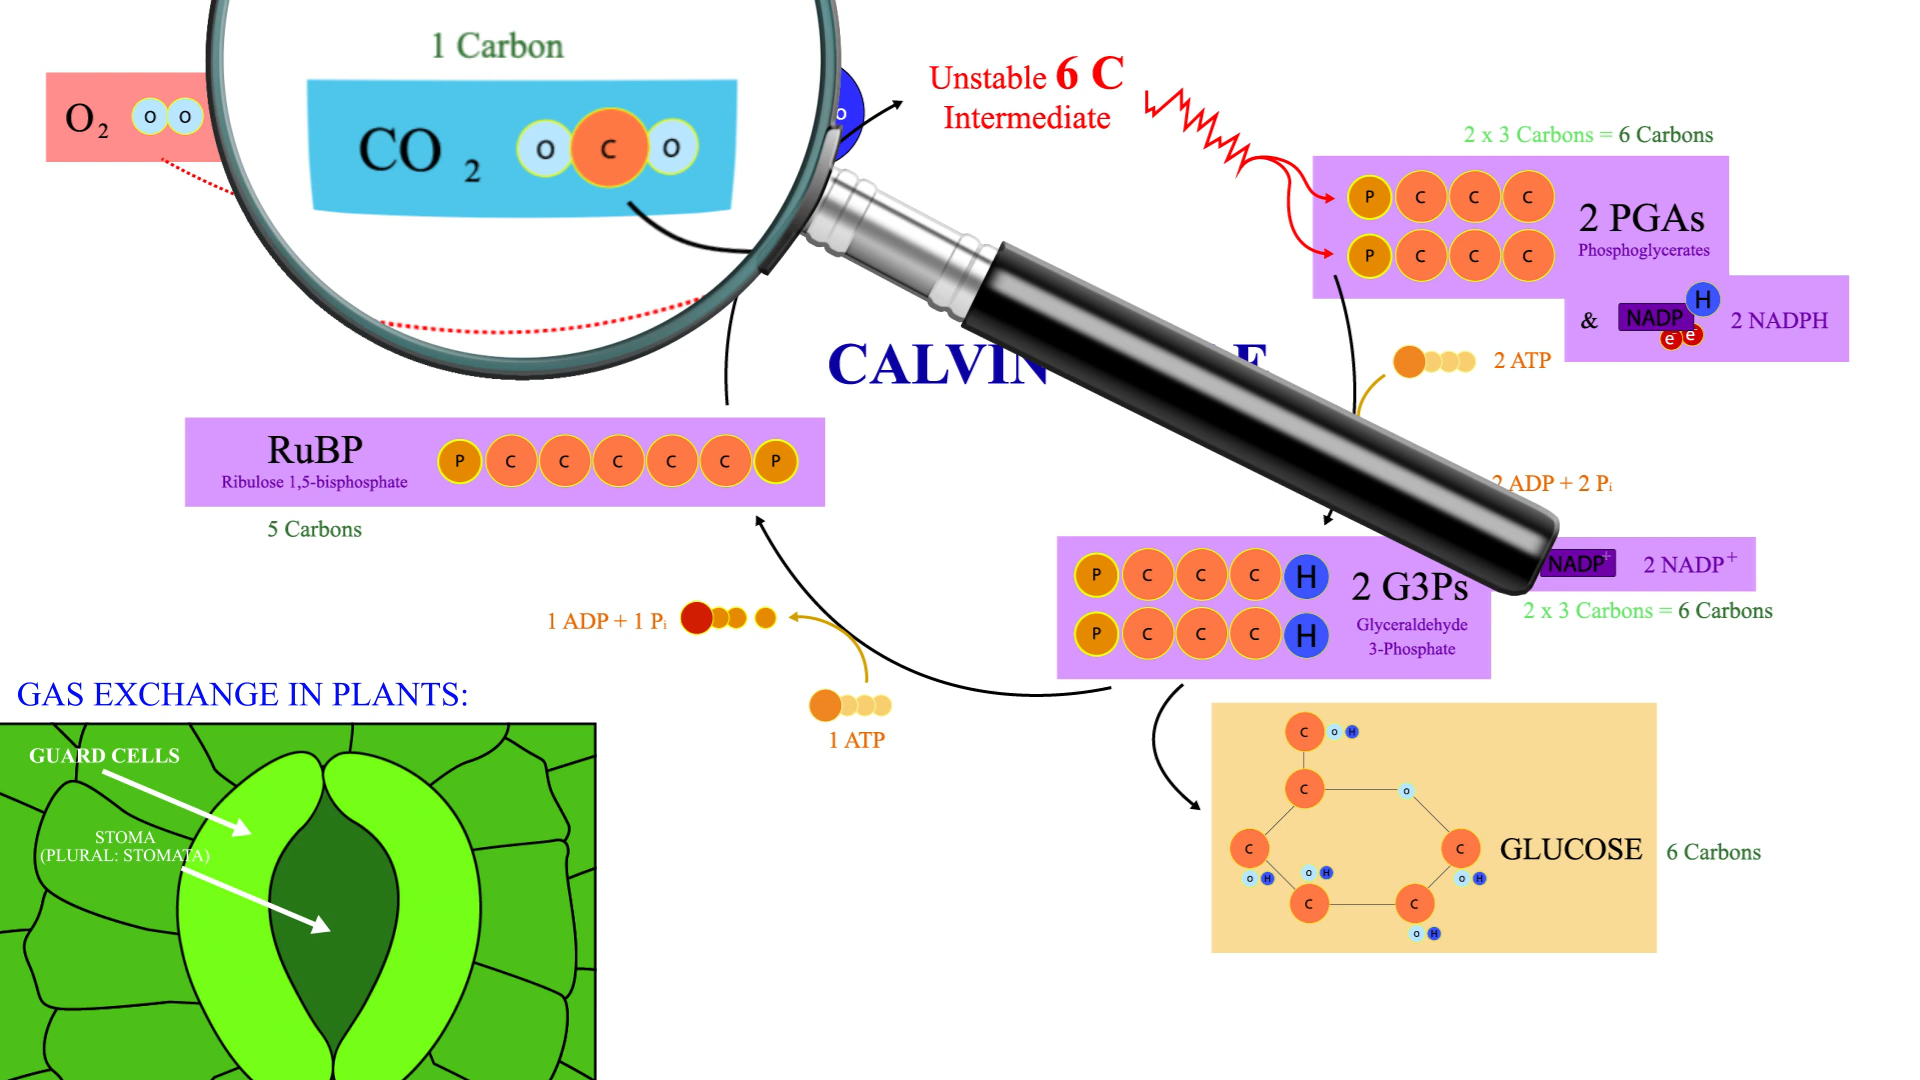 1 Carbon
CO 2
O C O
O2
O O
O
Unstable 6 C
Intermediate
2 x 3 Carbons = 6 Carbons
P C C C
P C C C
2 PGAs
Phosphoglycerates
& NADP H e- e- 2 NADPH
2 ATP
CALVIN
RuBP
Ribulose 1,5-bisphosphate
P C C C C C P
5 Carbons
2 ADP + 2 Pi
NADP+ 2 NADP+
2 x 3 Carbons = 6 Carbons
P C C C H
P C C C H
2 G3Ps
Glyceraldehyde
3-Phosphate
1 ADP + 1 Pi
1 ATP
GAS EXCHANGE IN PLANTS:
GUARD CELLS
STOMA
(PLURAL: STOMATA)
C O H
C O
C C
O H O H O H
C C
O H
GLUCOSE
6 Carbons